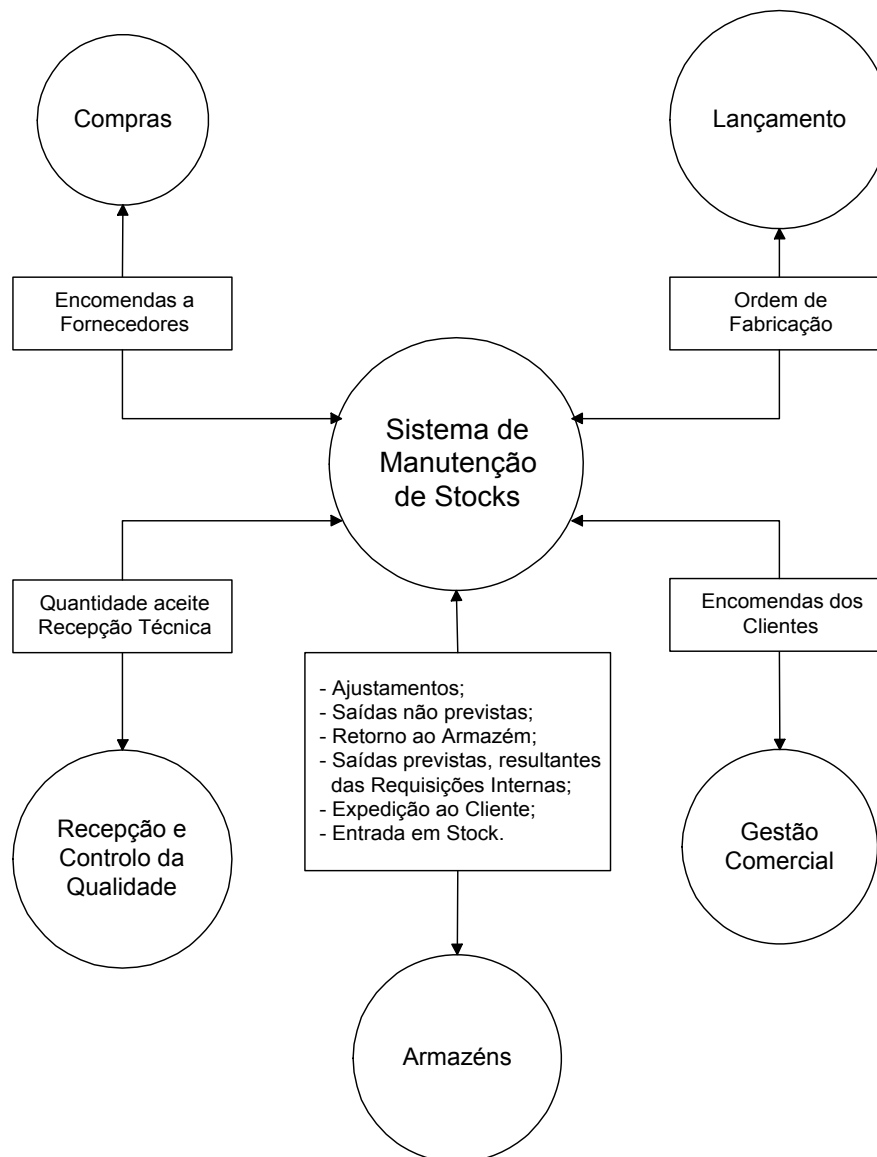 Compras
Lançamento
Encomendas a
Fornecedores
Ordem de
Fabricação
Sistema de
Manutenção
de Stocks
Quantidade aceite
Recepção Técnica
Encomendas dos
Clientes
- Ajustamentos;
- Saídas não previstas;
- Retorno ao Armazém;
- Saídas previstas, resultantes
das Requisições Internas;
- Expedição ao Cliente;
- Entrada em Stock.
Recepção e
Controlo da
Qualidade
Gestão
Comercial
Armazéns